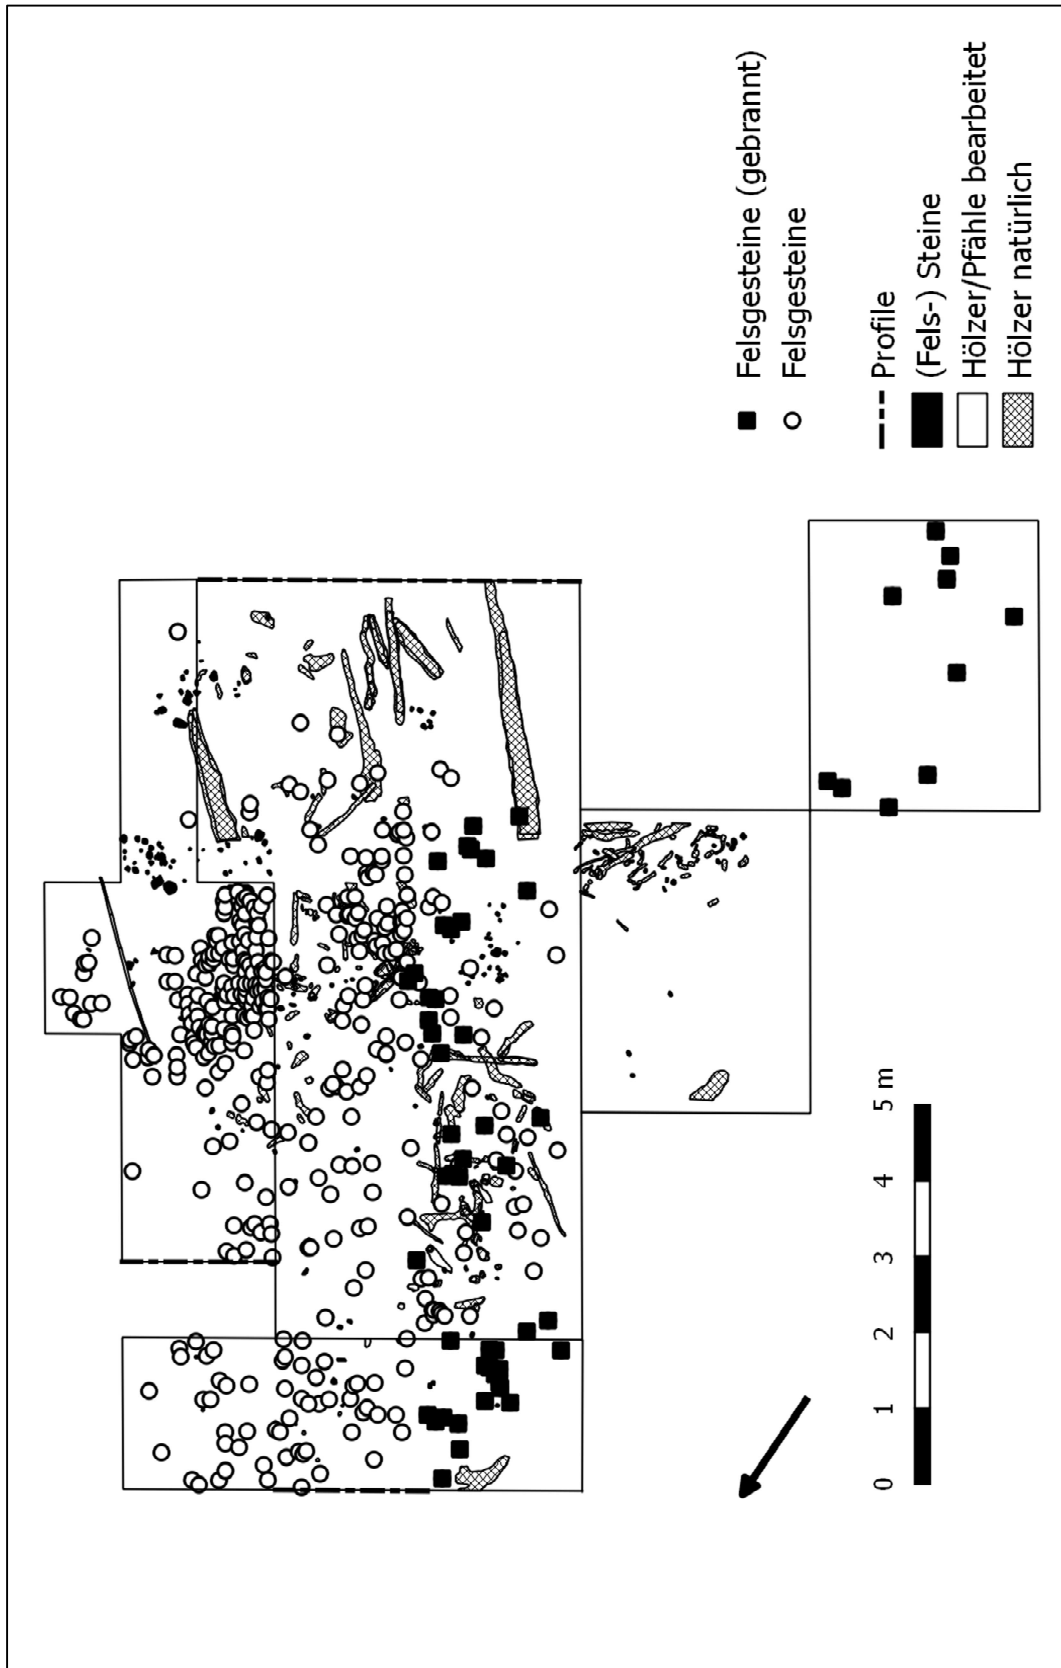 Felsgesteine (gebrannt)
Felsgesteine
Profile
(Fels-) Steine
Hölzer/Pfähle bearbeitet
Hölzer natürlich
0 1 2 3 4 5 m